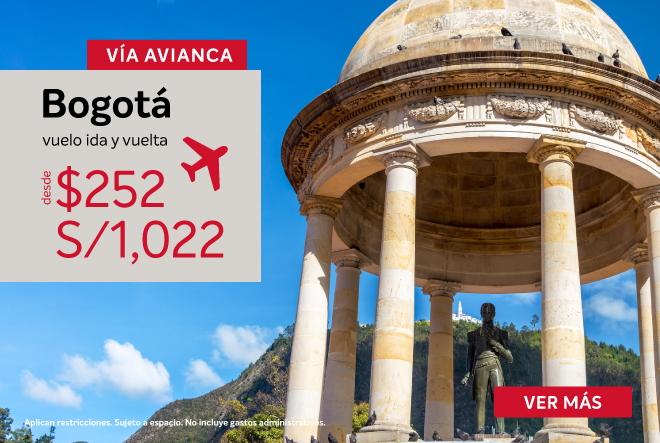 VÍA AVIANCA
Bogotá
vuelo ida y vuelta
desde
$252
S/1,022
VER MÁS
Aplican restricciones. Sujeto a espacio. No incluye gastos administrativos.